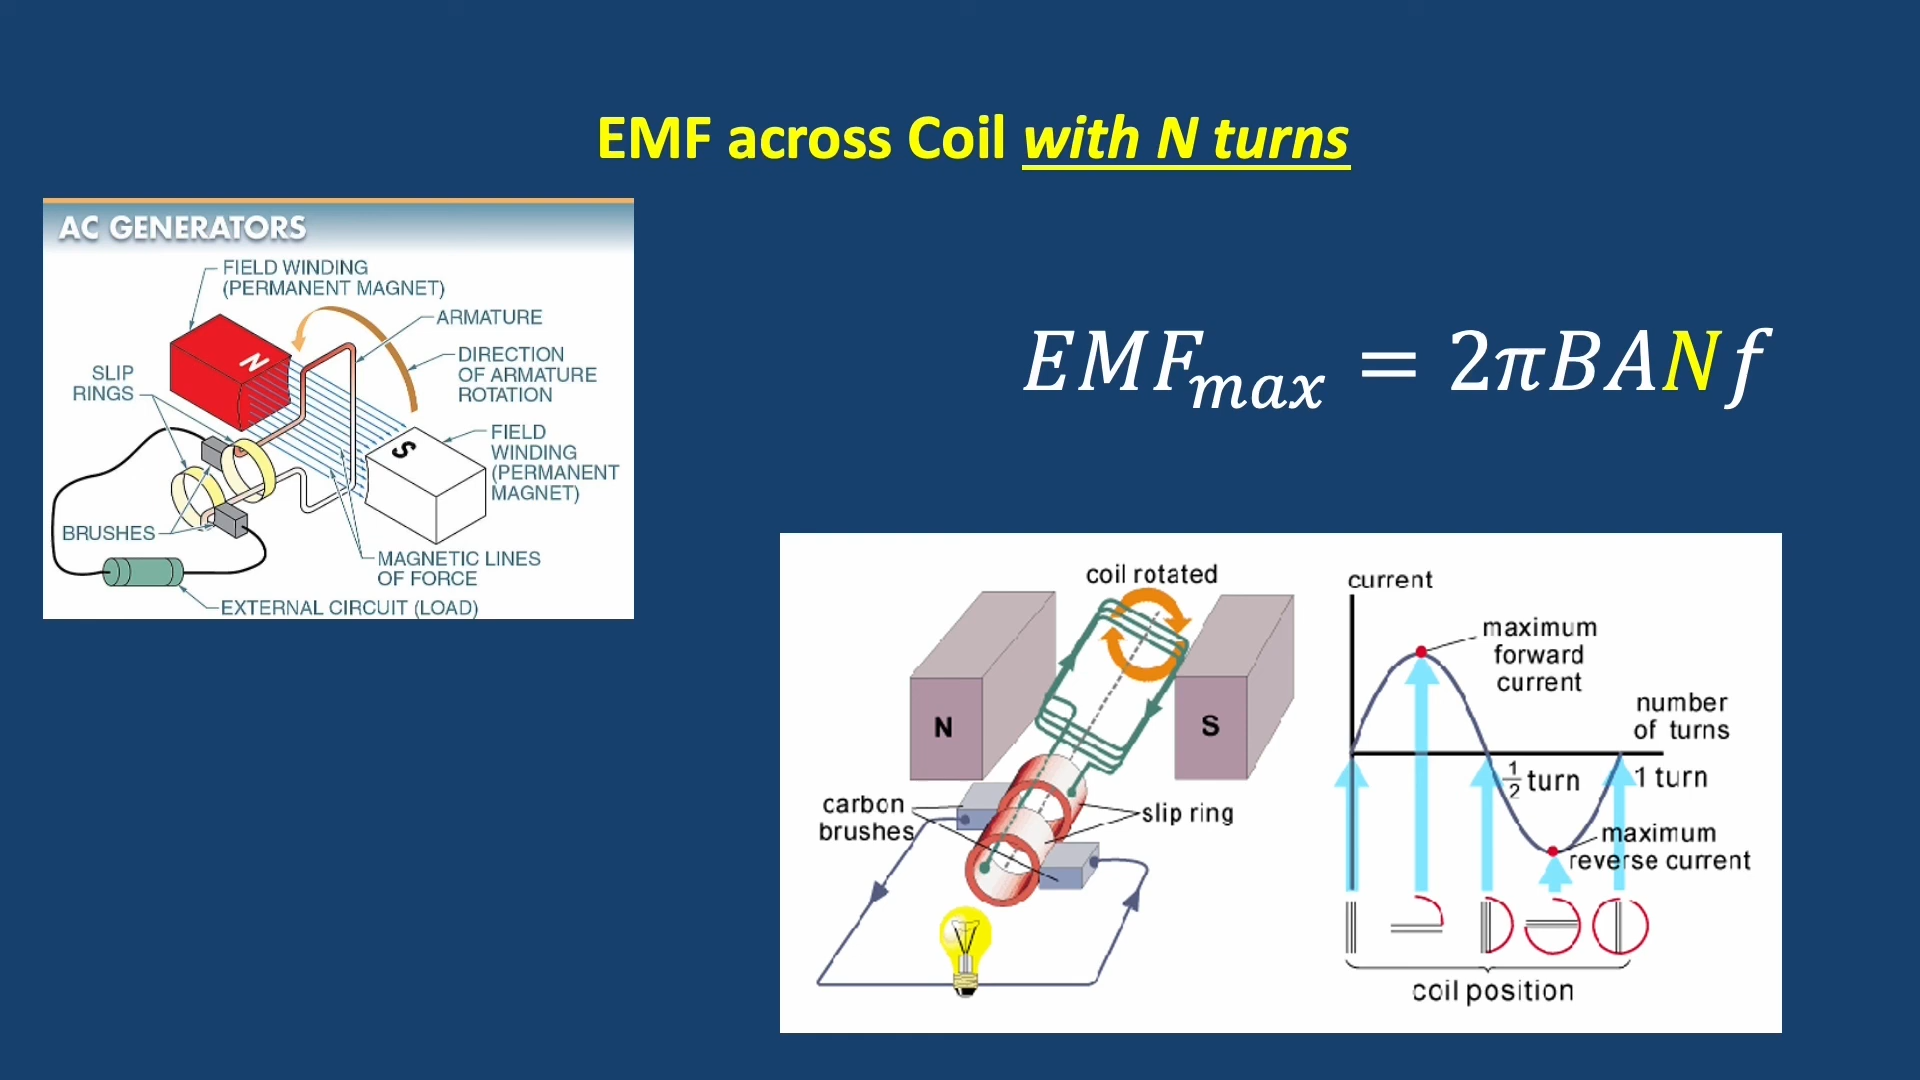 EMF across Coil with N turns
AC GENERATORS
FIELD WINDING
(PERMANENT MAGNET)
ARMATURE
DIRECTION
OF ARMATURE
ROTATION
SLIP
RINGS
N
S
FIELD
WINDING
(PERMANENT
MAGNET)
BRUSHES
MAGNETIC LINES
OF FORCE
EXTERNAL CIRCUIT (LOAD)
EMF_max = 2πBANf
coil rotated
N
S
carbon
brushes
slip ring
current
maximum
forward
current
number
of turns
1/2 turn
1 turn
maximum
reverse current
coil position